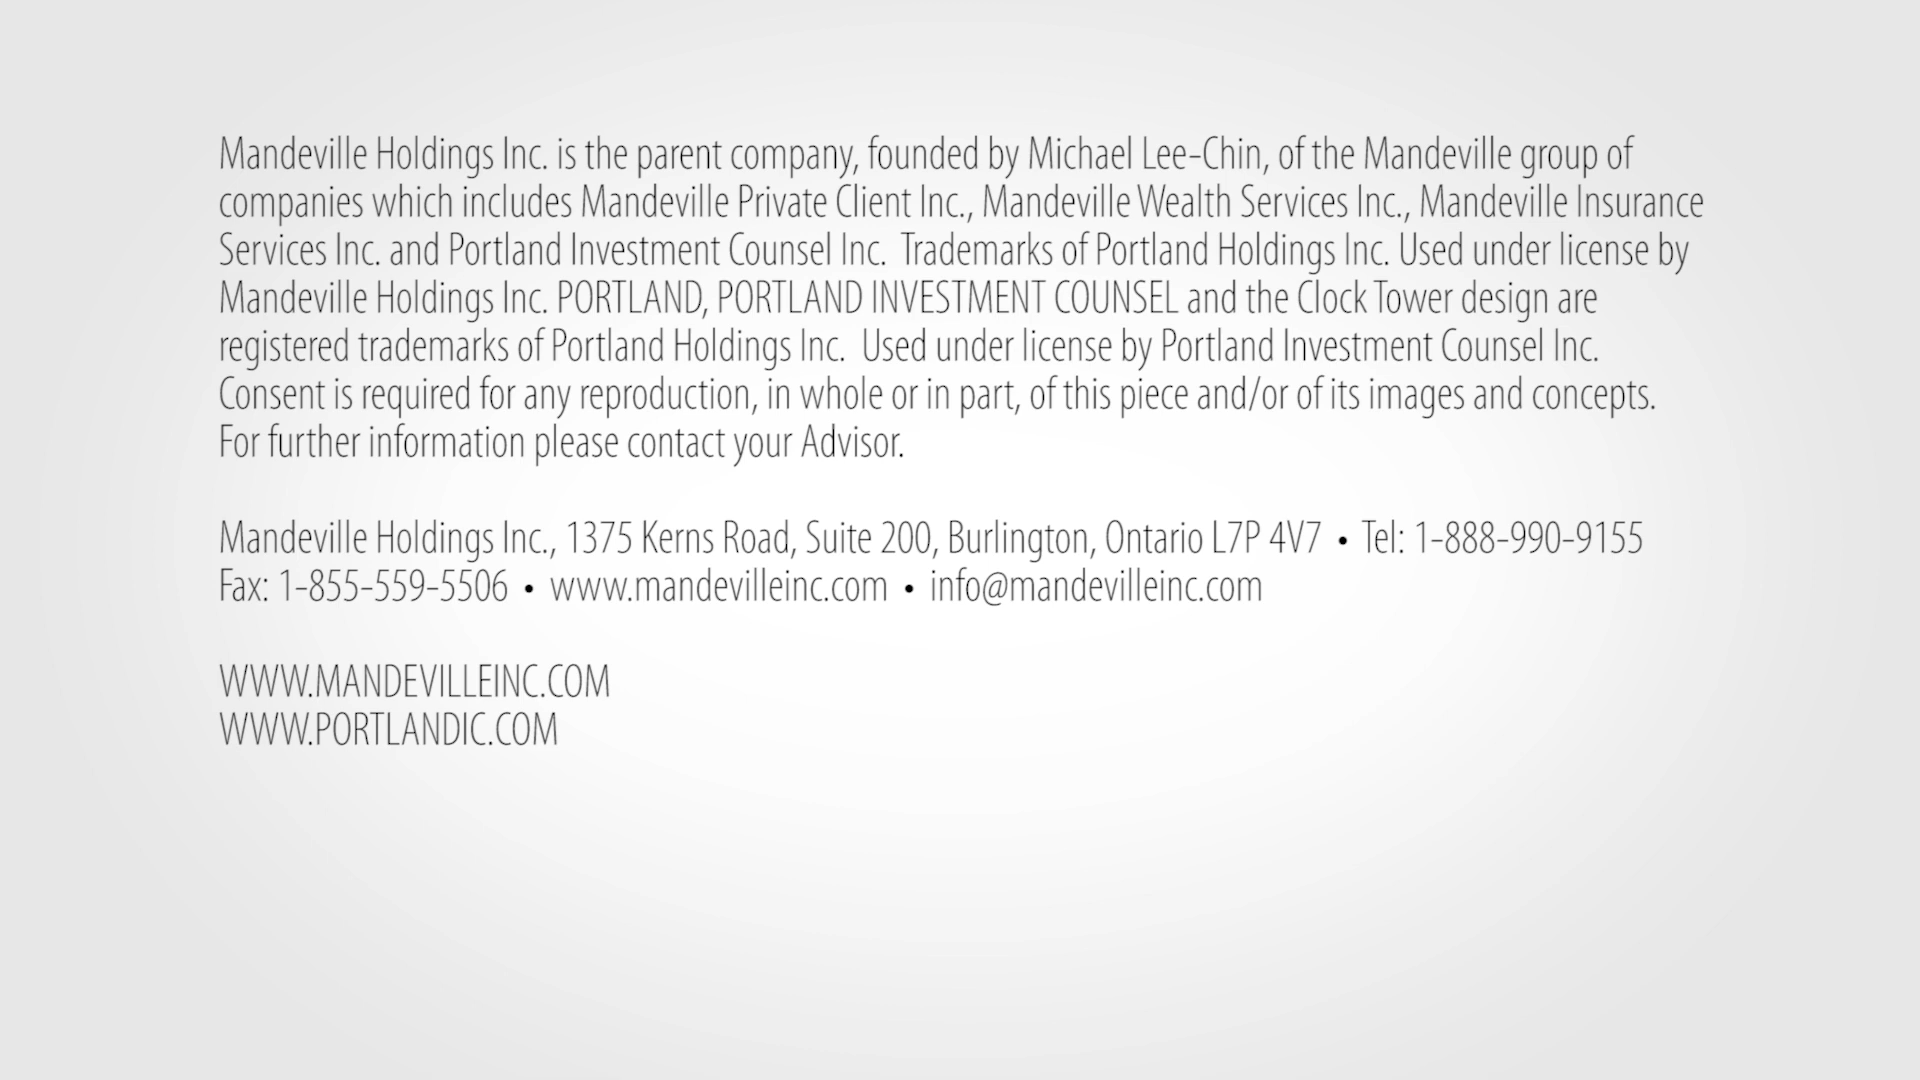 Mandeville Holdings Inc. is the parent company, founded by Michael Lee-Chin, of the Mandeville group of
companies which includes Mandeville Private Client Inc., Mandeville Wealth Services Inc., Mandeville Insurance
Services Inc. and Portland Investment Counsel Inc.  Trademarks of Portland Holdings Inc. Used under license by
Mandeville Holdings Inc. PORTLAND, PORTLAND INVESTMENT COUNSEL and the Clock Tower design are
registered trademarks of Portland Holdings Inc.  Used under license by Portland Investment Counsel Inc.
Consent is required for any reproduction, in whole or in part, of this piece and/or of its images and concepts.
For further information please contact your Advisor.
Mandeville Holdings Inc., 1375 Kerns Road, Suite 200, Burlington, Ontario L7P 4V7 • Tel: 1-888-990-9155
Fax: 1-855-559-5506 • www.mandevilleinc.com • info@mandevilleinc.com
WWW.MANDEVILLEINC.COM
WWW.PORTLANDIC.COM